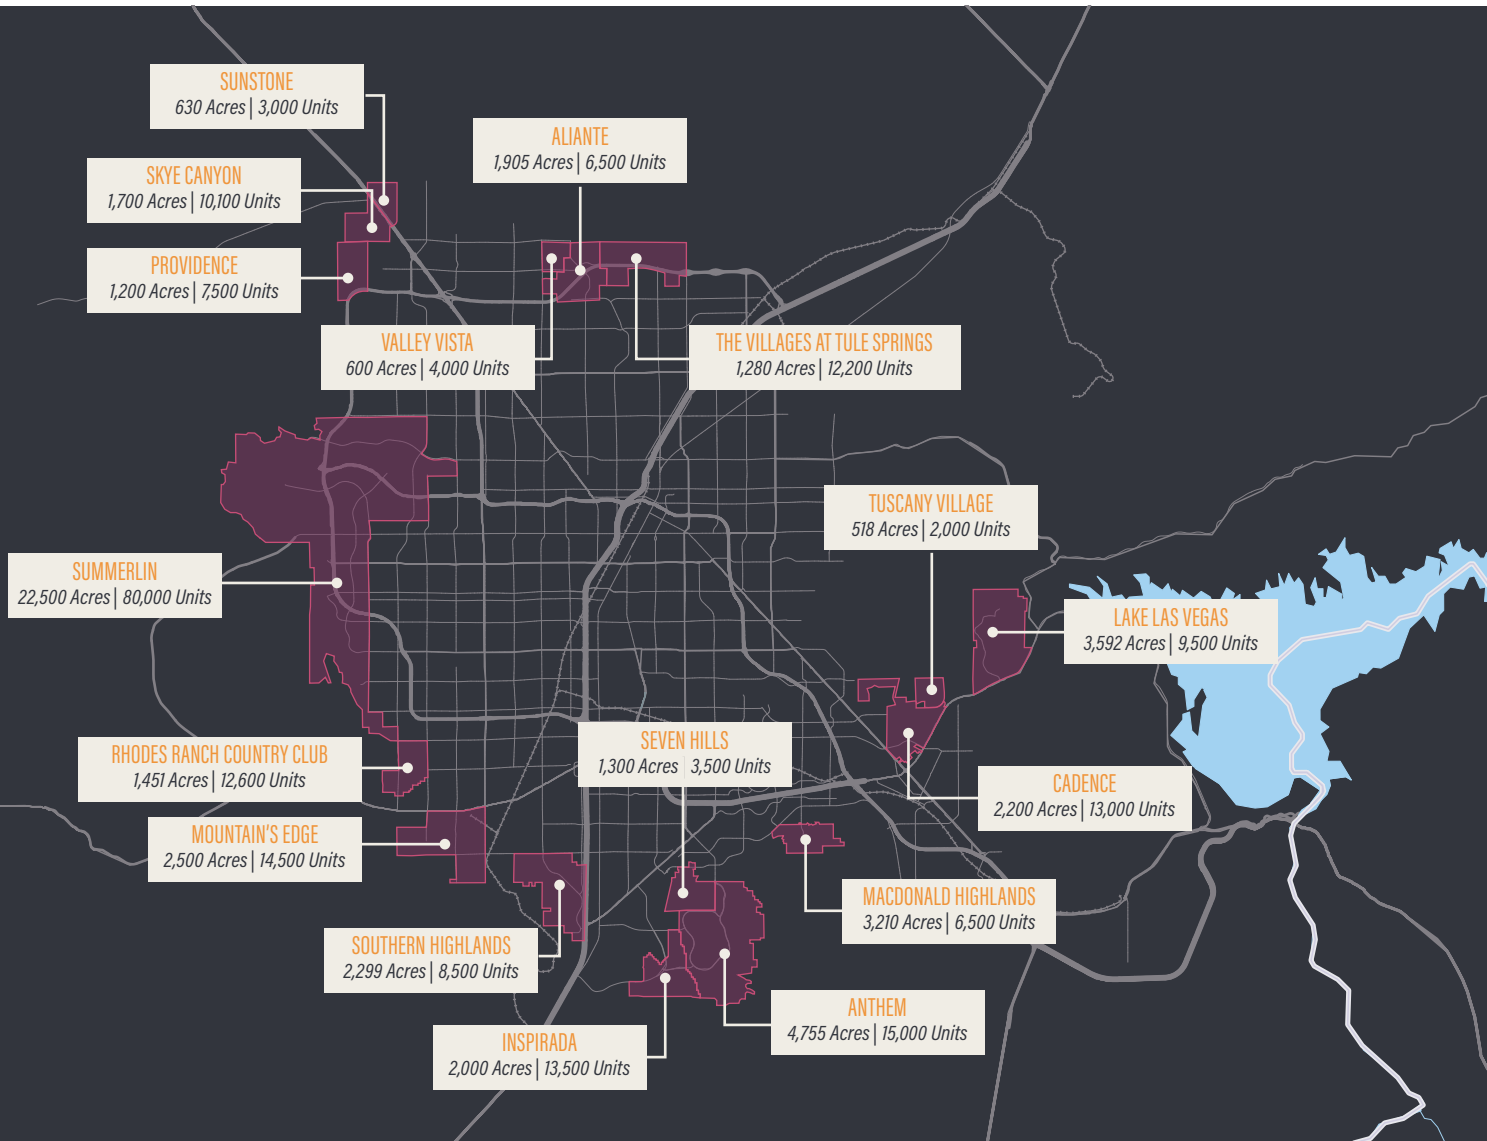 SUNSTONE
630 Acres | 3,000 Units
ALIANTE
1,905 Acres | 6,500 Units
SKYE CANYON
1,700 Acres | 10,100 Units
PROVIDENCE
1,200 Acres | 7,500 Units
VALLEY VISTA
600 Acres | 4,000 Units
THE VILLAGES AT TULE SPRINGS
1,280 Acres | 12,200 Units
TUSCANY VILLAGE
518 Acres | 2,000 Units
SUMMERLIN
22,500 Acres | 80,000 Units
LAKE LAS VEGAS
3,592 Acres | 9,500 Units
RHODES RANCH COUNTRY CLUB
1,451 Acres | 12,600 Units
SEVEN HILLS
1,300 Acres | 3,500 Units
CADENCE
2,200 Acres | 13,000 Units
MOUNTAIN'S EDGE
2,500 Acres | 14,500 Units
MACDONALD HIGHLANDS
3,210 Acres | 6,500 Units
SOUTHERN HIGHLANDS
2,299 Acres | 8,500 Units
ANTHEM
4,755 Acres | 15,000 Units
INSPIRADA
2,000 Acres | 13,500 Units